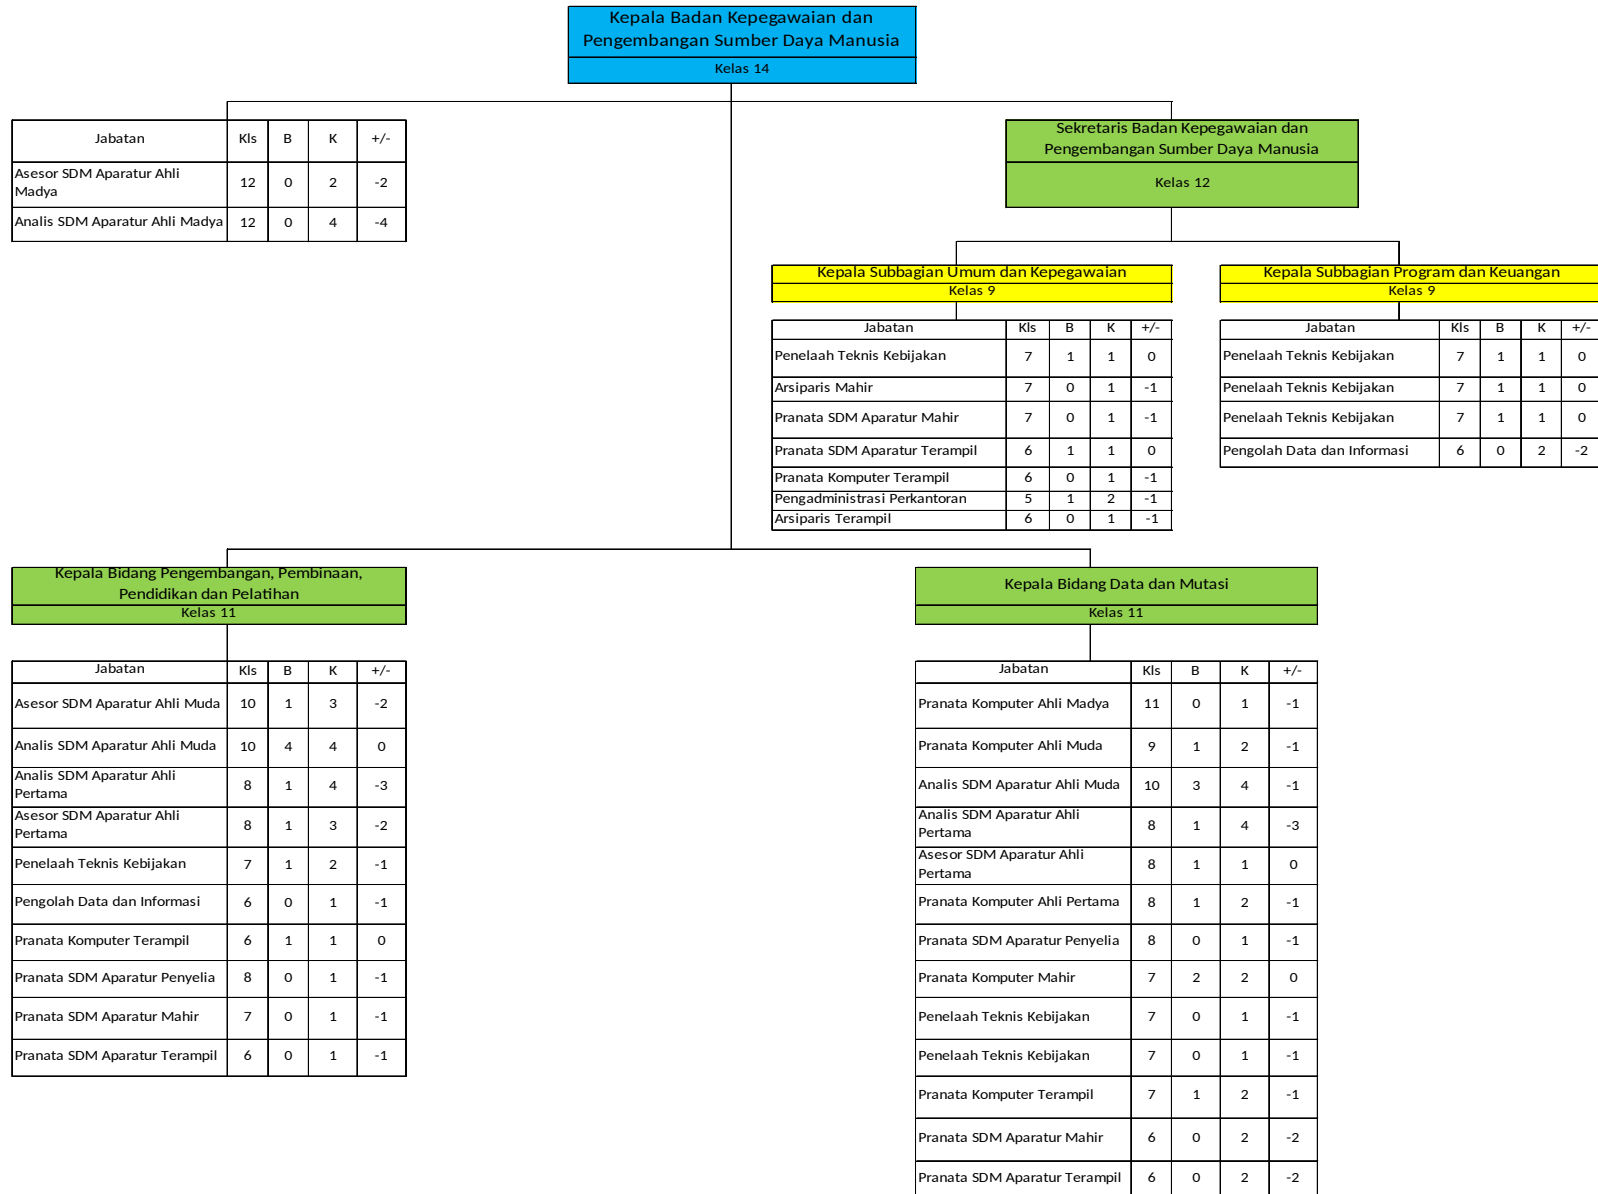 Kepala Badan Kepegawaian dan
Pengembangan Sumber Daya Manusia
Kelas 14
Jabatan Kls B K +/-
Asesor SDM Aparatur Ahli
Madya 12 0 2 -2
Analis SDM Aparatur Ahli Madya 12 0 4 -4
Sekretaris Badan Kepegawaian dan
Pengembangan Sumber Daya Manusia
Kelas 12
Kepala Subbagian Umum dan Kepegawaian
Kelas 9
Jabatan Kls B K +/-
Penelaah Teknis Kebijakan 7 1 1 0
Arsiparis Mahir 7 0 1 -1
Pranata SDM Aparatur Mahir 7 0 1 -1
Pranata SDM Aparatur Terampil 6 1 1 0
Pranata Komputer Terampil 6 0 1 -1
Pengadministrasi Perkantoran 5 1 2 -1
Arsiparis Terampil 6 0 1 -1
Kepala Subbagian Program dan Keuangan
Kelas 9
Jabatan Kls B K +/-
Penelaah Teknis Kebijakan 7 1 1 0
Penelaah Teknis Kebijakan 7 1 1 0
Penelaah Teknis Kebijakan 7 1 1 0
Pengolah Data dan Informasi 6 0 2 -2
Kepala Bidang Pengembangan, Pembinaan,
Pendidikan dan Pelatihan
Kelas 11
Jabatan Kls B K +/-
Asesor SDM Aparatur Ahli Muda 10 1 3 -2
Analis SDM Aparatur Ahli Muda 10 4 4 0
Analis SDM Aparatur Ahli
Pertama 8 1 4 -3
Asesor SDM Aparatur Ahli
Pertama 8 1 3 -2
Penelaah Teknis Kebijakan 7 1 2 -1
Pengolah Data dan Informasi 6 0 1 -1
Pranata Komputer Terampil 6 1 1 0
Pranata SDM Aparatur Penyelia 8 0 1 -1
Pranata SDM Aparatur Mahir 7 0 1 -1
Pranata SDM Aparatur Terampil 6 0 1 -1
Kepala Bidang Data dan Mutasi
Kelas 11
Jabatan Kls B K +/-
Pranata Komputer Ahli Madya 11 0 1 -1
Pranata Komputer Ahli Muda 9 1 2 -1
Analis SDM Aparatur Ahli Muda 10 3 4 -1
Analis SDM Aparatur Ahli
Pertama 8 1 4 -3
Asesor SDM Aparatur Ahli
Pertama 8 1 1 0
Pranata Komputer Ahli Pertama 8 1 2 -1
Pranata SDM Aparatur Penyelia 8 0 1 -1
Pranata Komputer Mahir 7 2 2 0
Penelaah Teknis Kebijakan 7 0 1 -1
Penelaah Teknis Kebijakan 7 0 1 -1
Pranata Komputer Terampil 7 1 2 -1
Pranata SDM Aparatur Mahir 6 0 2 -2
Pranata SDM Aparatur Terampil 6 0 2 -2